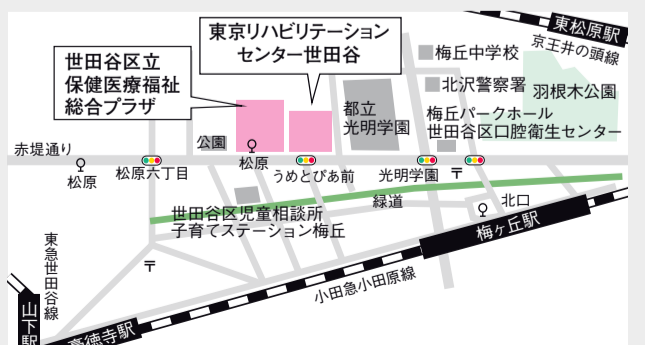 東松原駅
京王井の頭線
東京リハビリテーション
センター世田谷
世田谷区立
保健医療福祉
総合プラザ
梅丘中学校
北沢警察署
羽根木公園
都立
光明学園
梅丘パークホール
世田谷区口腔衛生センター
公園
赤堤通り
松原
松原六丁目
松原
うめとぴあ前
光明学園
〒
世田谷区児童相談所
子育てステーション梅丘
緑道
北口
梅ヶ丘駅
東急世田谷線
〒
小田急小田原線
山下駅
豪徳寺駅